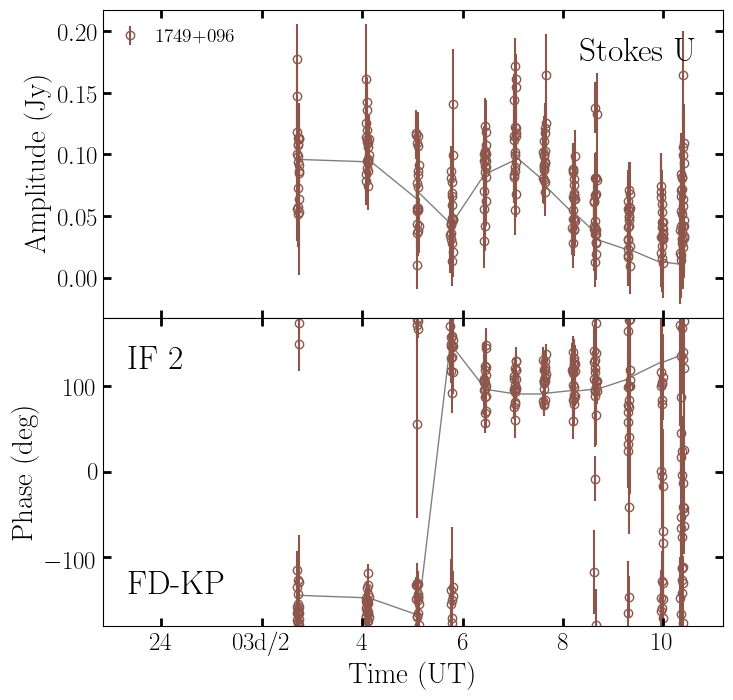 1749+096
Stokes U
Amplitude (Jy)
0.20
0.15
0.10
0.05
0.00
IF 2
FD-KP
Phase (deg)
100
0
−100
24
03d/2
4
6
8
10
Time (UT)